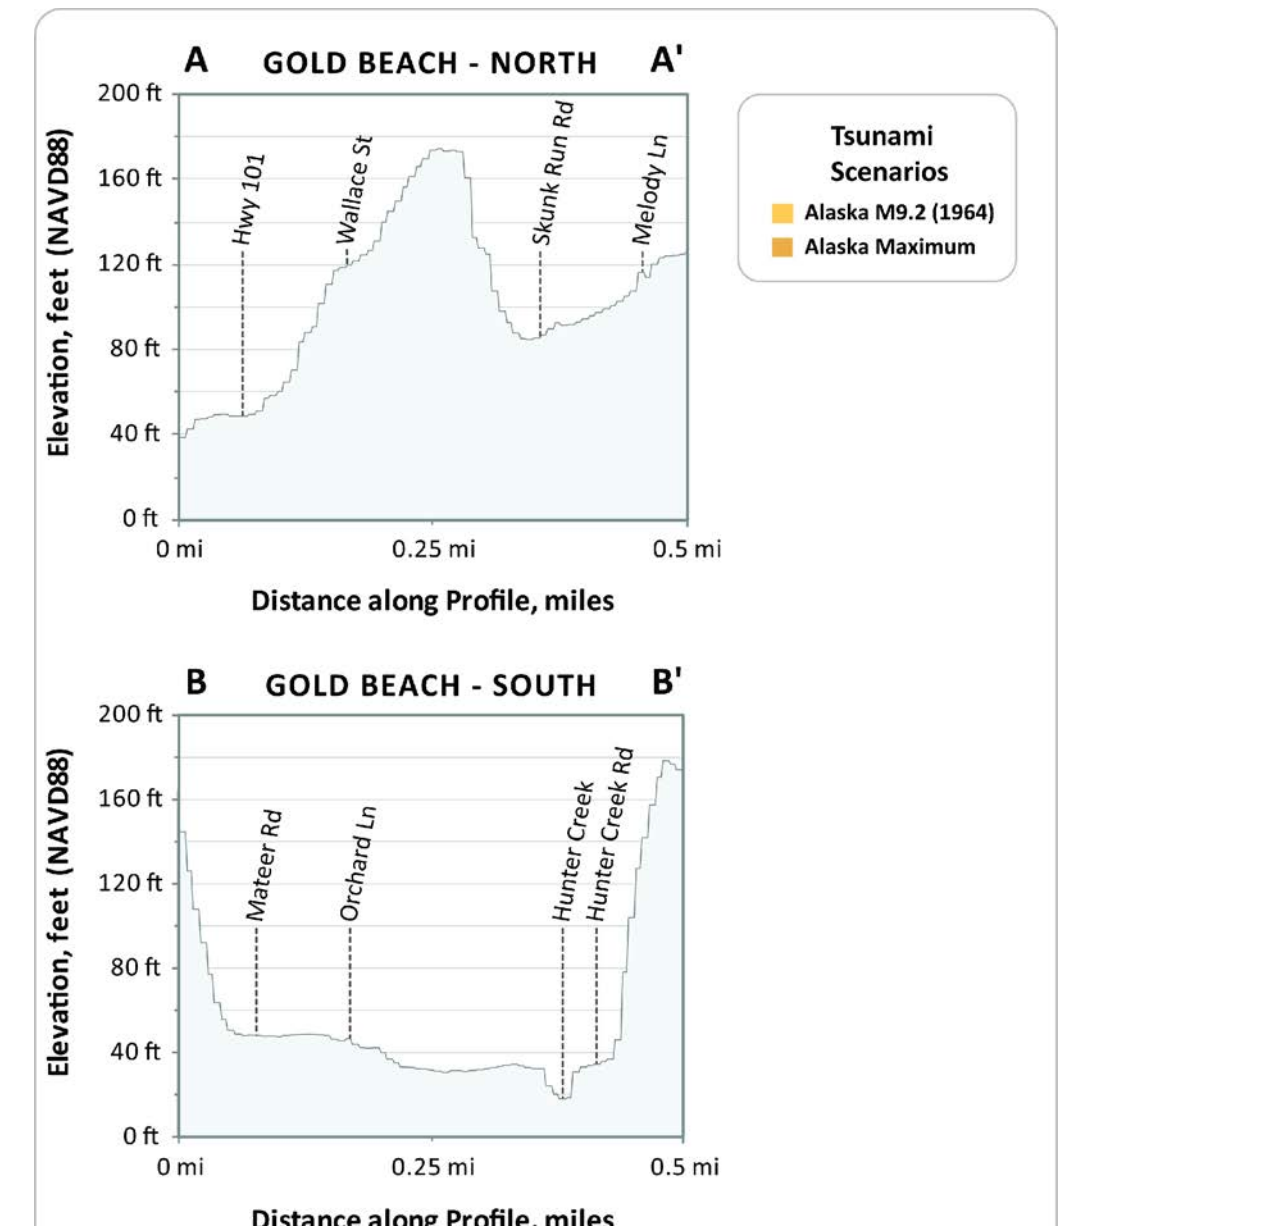 A GOLD BEACH - NORTH A'
200 ft
160 ft
120 ft
80 ft
40 ft
0 ft
Elevation, feet (NAVD88)
Hwy 101
Wallace St
Skunk Run Rd
Melody Ln
0 mi 0.25 mi 0.5 mi
Distance along Profile, miles
Tsunami
Scenarios
Alaska M9.2 (1964)
Alaska Maximum
B GOLD BEACH - SOUTH B'
200 ft
160 ft
120 ft
80 ft
40 ft
0 ft
Elevation, feet (NAVD88)
Mateer Rd
Orchard Ln
Hunter Creek
Hunter Creek Rd
0 mi 0.25 mi 0.5 mi
Distance along Profile, miles